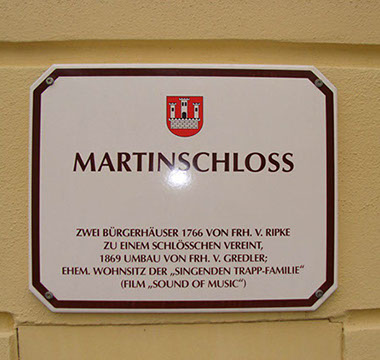 MARTINSCHLOSS
ZWEI BÜRGERHÄUSER 1766 VON FRH. V. RIPKE
ZU EINEM SCHLÖSSCHEN VEREINT,
1869 UMBAU VON FRH. V. GREDLER;
EHEM. WOHNSITZ DER „SINGENDEN TRAPP-FAMILIE“
(FILM „SOUND OF MUSIC“)